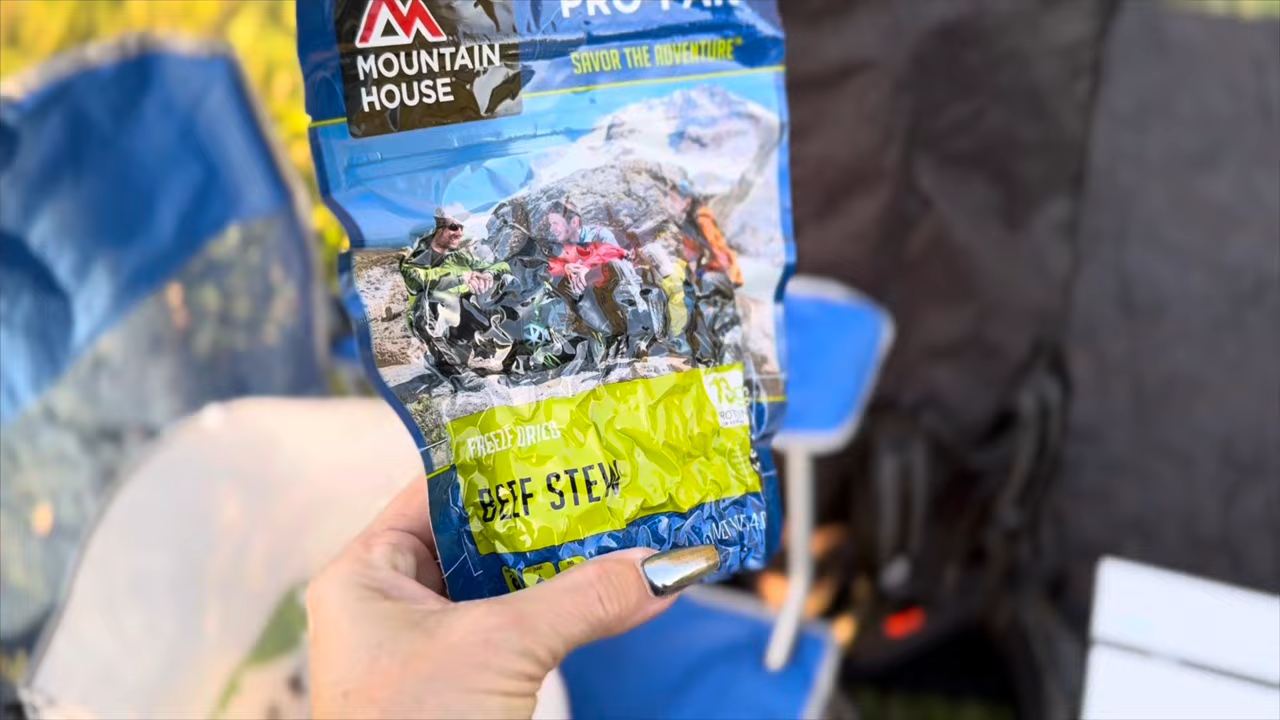 MOUNTAIN
HOUSE
SAVOR THE ADVENTURE
FREEZE DRIED
BEEF STEW